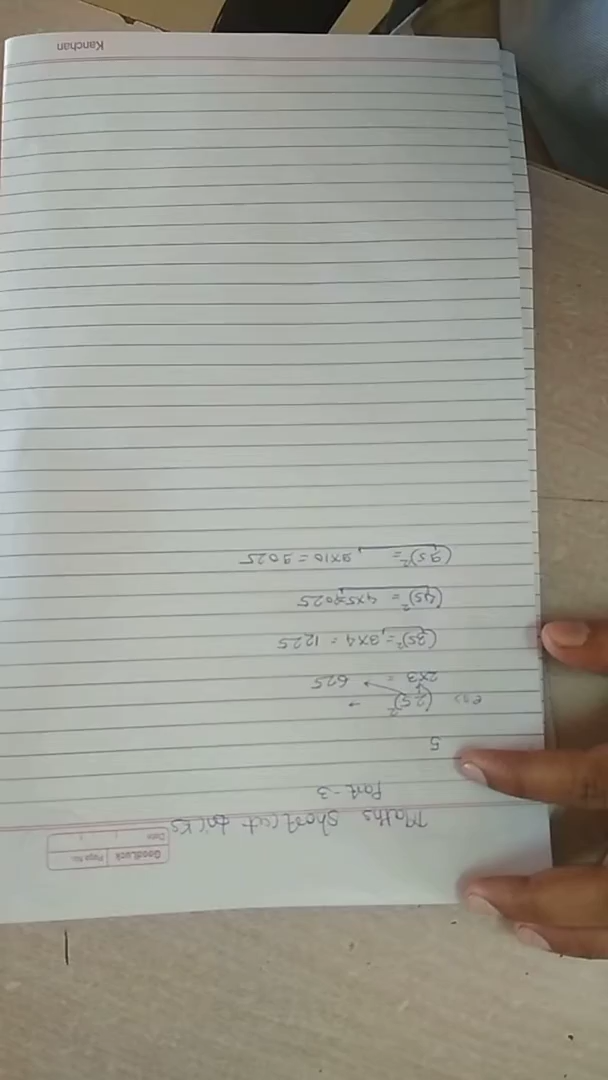 GoodLuck Page No.
Date
Maths Shortcut tricks
Part-3
5
eg) (25)²
2x3 = 625
(35)² = 3x4 = 1225
(45)² = 4x5=2025
(95)² = 9x10 = 9025
Kanchan